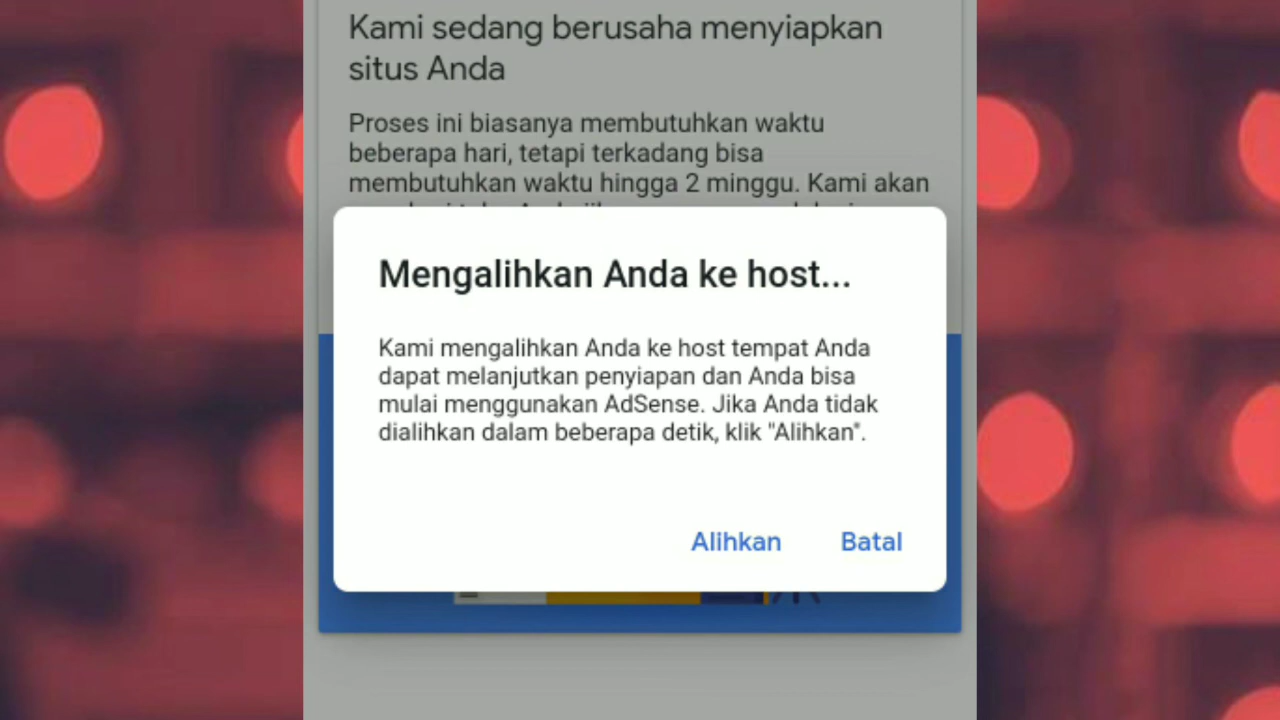 Kami sedang berusaha menyiapkan
situs Anda
Proses ini biasanya membutuhkan waktu
beberapa hari, tetapi terkadang bisa
membutuhkan waktu hingga 2 minggu. Kami akan
Mengalihkan Anda ke host...
Kami mengalihkan Anda ke host tempat Anda
dapat melanjutkan penyiapan dan Anda bisa
mulai menggunakan AdSense. Jika Anda tidak
dialihkan dalam beberapa detik, klik "Alihkan".
Alihkan Batal